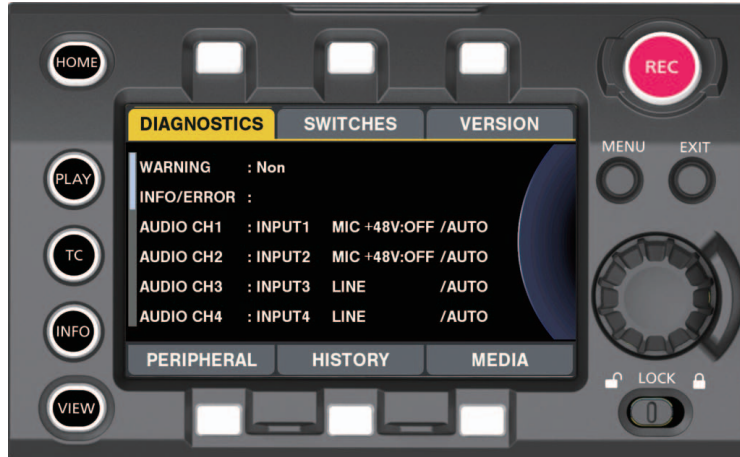 HOME
REC
DIAGNOSTICS SWITCHES VERSION
MENU EXIT
WARNING : Non
PLAY
INFO/ERROR :
AUDIO CH1 : INPUT1 MIC +48V:OFF /AUTO
TC
AUDIO CH2 : INPUT2 MIC +48V:OFF /AUTO
AUDIO CH3 : INPUT3 LINE /AUTO
AUDIO CH4 : INPUT4 LINE /AUTO
INFO
PERIPHERAL HISTORY MEDIA
LOCK
VIEW